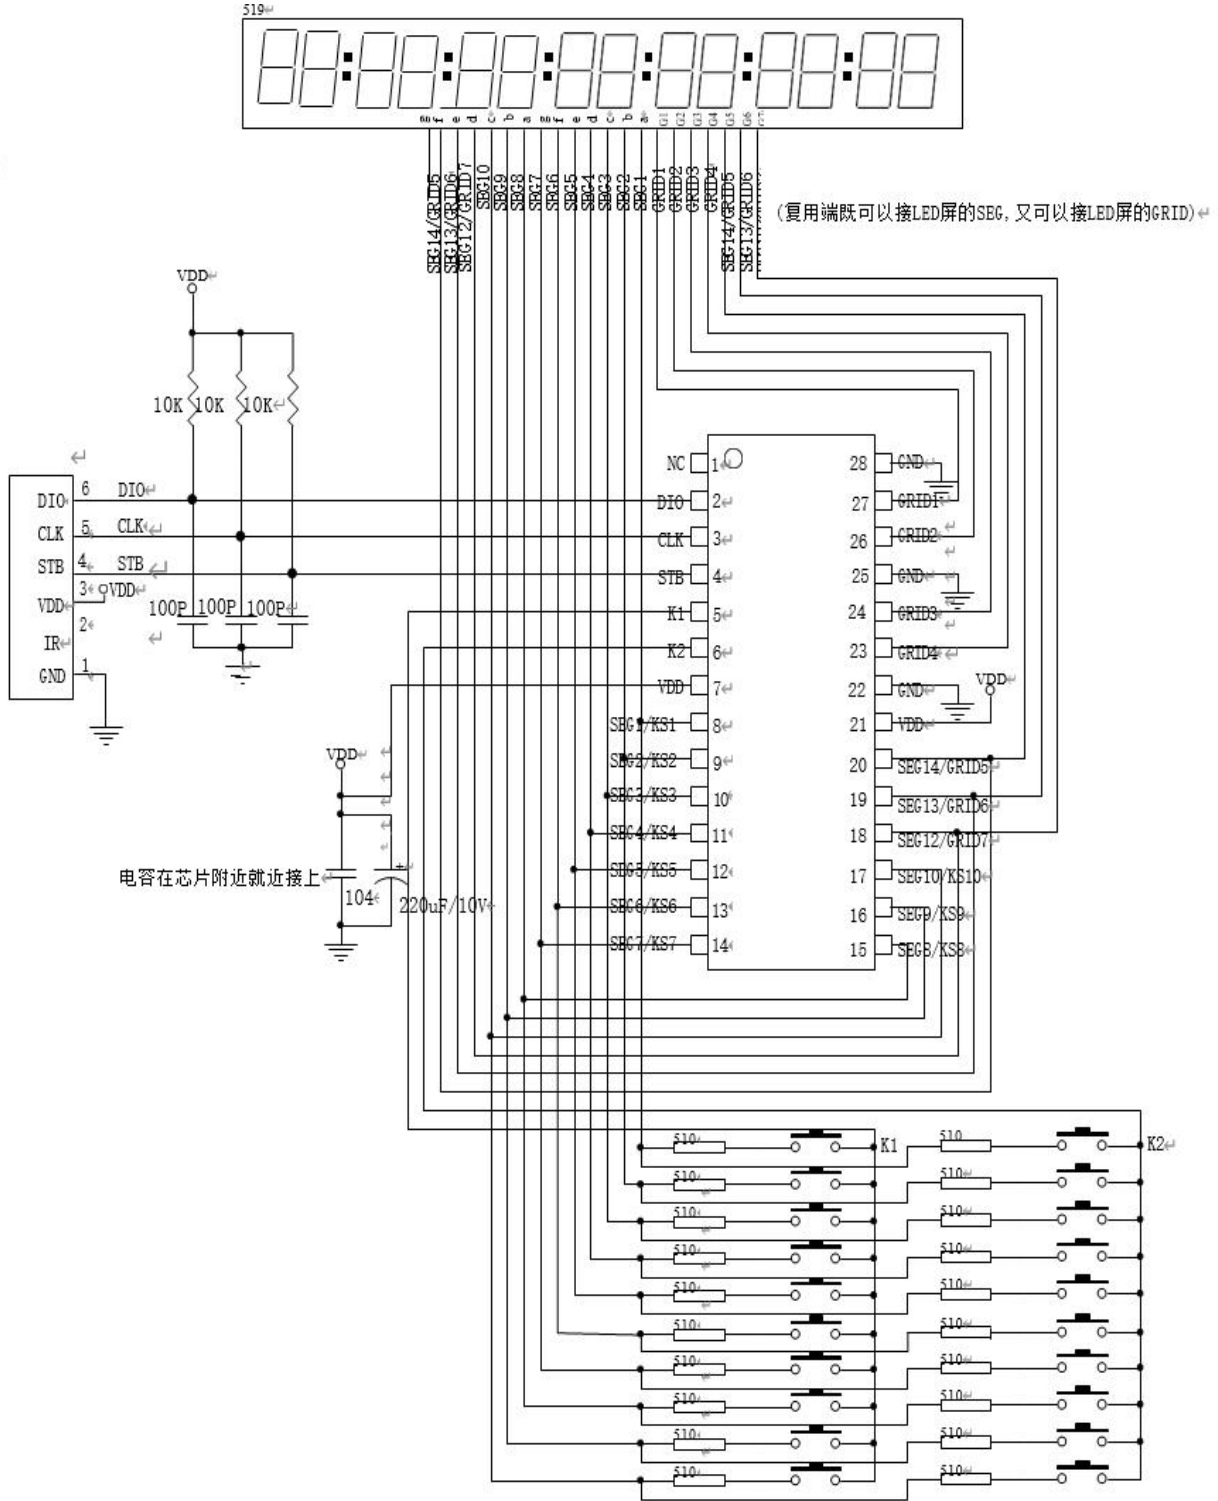 519
g f e d c b a g f e d c b a G1 G2 G3 G4 G5 G6 G7
SEG14/GRID5
SEG13/GRID6
SEG12/GRID7
SEG10
SEG9
SEG8
SEG7
SEG6
SEG5
SEG4
SEG3
SEG2
SEG1
GRID1
GRID2
GRID3
GRID4
SEG14/GRID5
SEG13/GRID6
(复用端既可以接LED屏的SEG,又可以接LED屏的GRID)
VDD
10K 10K 10K
DIO 6 DIO
CLK 5 CLK
STB 4 STB
VDD 3 VDD
IR 2
GND 1
100P 100P 100P
NC 1
DIO 2
CLK 3
STB 4
K1 5
K2 6
VDD 7
SEG1/KS1 8
SEG2/KS2 9
SEG3/KS3 10
SEG4/KS4 11
SEG5/KS5 12
SEG6/KS6 13
SEG7/KS7 14
28 GND
27 GRID1
26 GRID2
25 GND
24 GRID3
23 GRID4
22 GND
VDD
21 VDD
20 SEG14/GRID5
19 SEG13/GRID6
18 SEG12/GRID7
17 SEG10/KS10
16 SEG9/KS9
15 SEG8/KS8
VDD
电容在芯片附近就近接上
104
+
220uF/10V
510 K1 510 K2
510 510
510 510
510 510
510 510
510 510
510 510
510 510
510 510
510 510